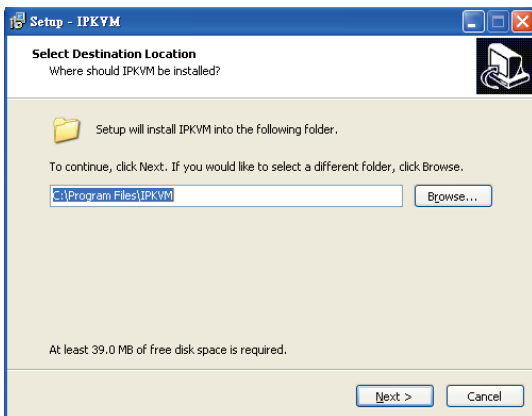 Setup - IPKVM
Select Destination Location
Where should IPKVM be installed?
Setup will install IPKVM into the following folder.
To continue, click Next. If you would like to select a different folder, click Browse.
C:\Program Files\IPKVM
Browse...
At least 39.0 MB of free disk space is required.
Next >
Cancel